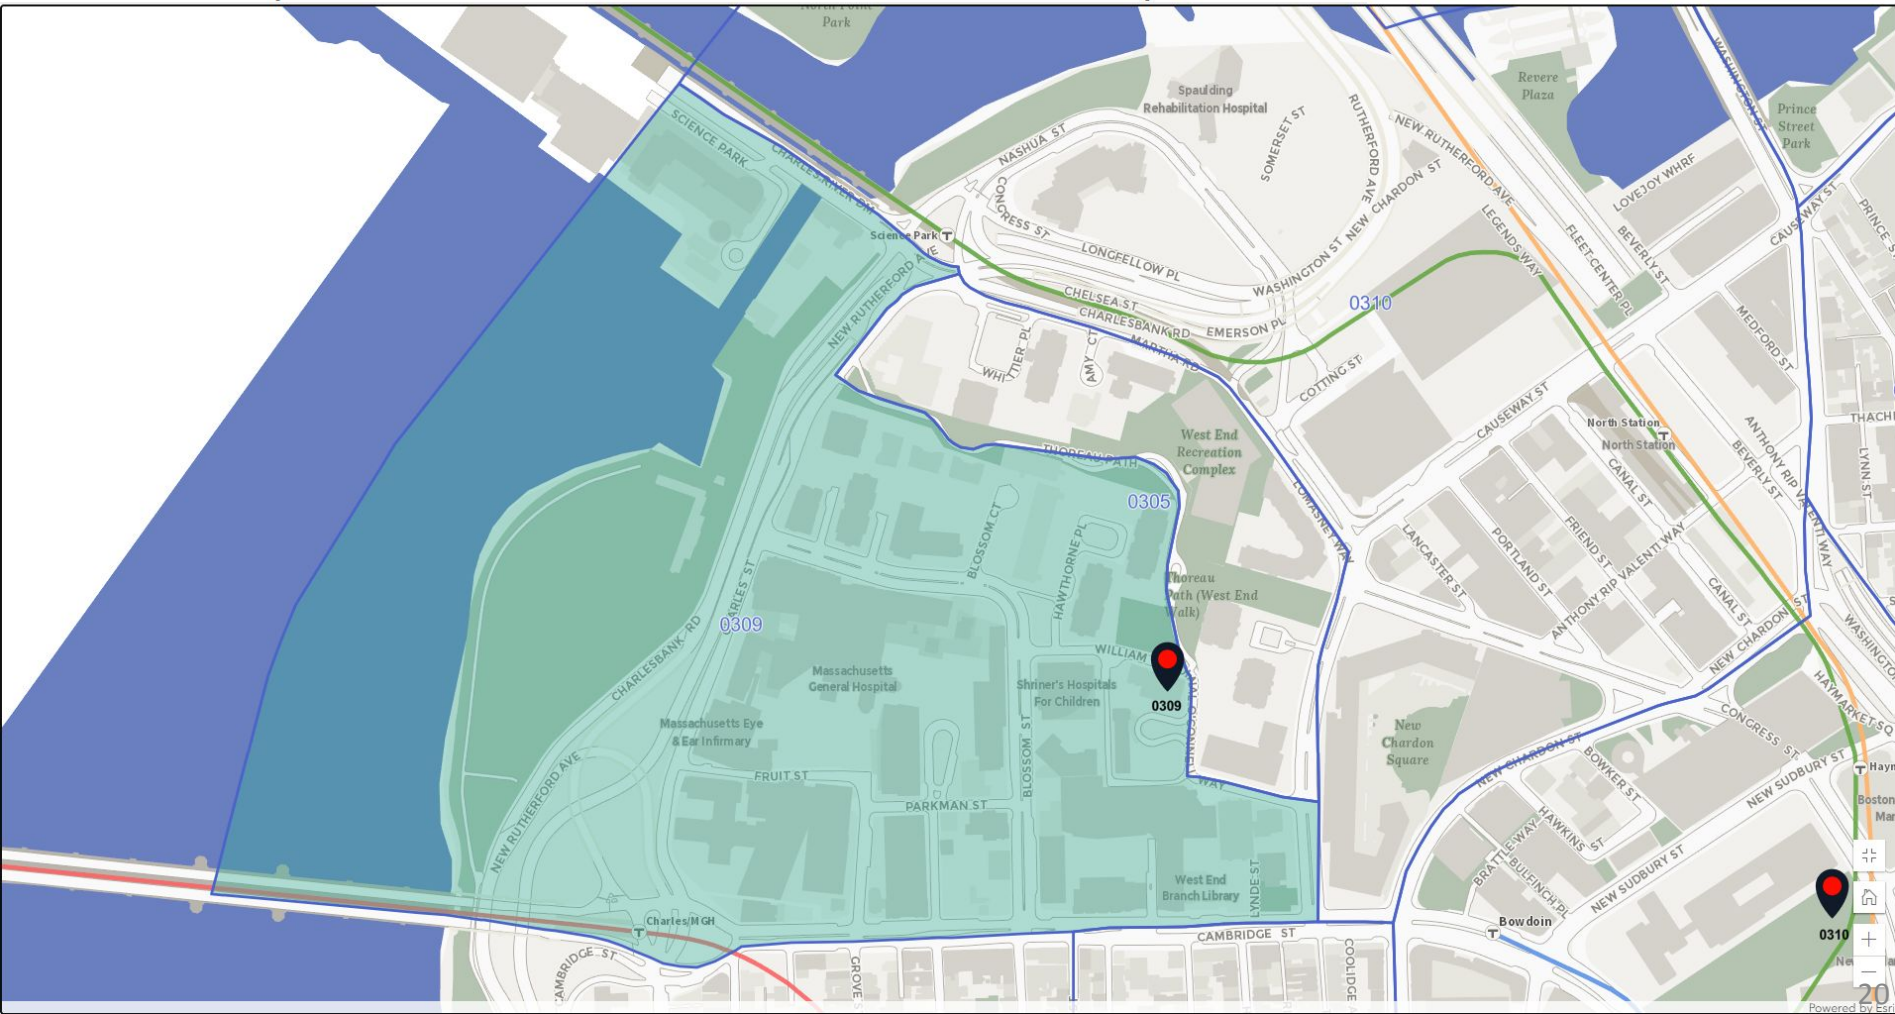 Park
Revere
Plaza
WASHINGTON ST
Prince
Street
Park
Spaulding
Rehabilitation Hospital
SCIENCE PARK
CHARLES RIVER DM
NASHUA ST
SOMERSET ST
RUTHERFORD AVE
NEW RUTHERFORD AVE
NEW CHARDON ST
LOVEJOY WHRF
CAUSEWAY ST
CONGRESS ST
LONGFELLOW PL
WASHINGTON ST
LEGENDS WAY
FLEET CENTER PL
BEVERLY ST
Science Park
NEW RUTHERFORD AVE
CHELSEA ST
CHARLESBANK RD
EMERSON PL
MARTHA RD
0310
MEDFORD ST
WHITTIER PL
AMY CT
COTTING ST
CAUSEWAY ST
North Station
North Station
THOREAU PATH
West End
Recreation
Complex
0305
LOMASNEY WAY
CANAL ST
BEVERLY ST
ANTHONY RIP VALENTI WAY
LYNN ST
BLOSSOM CT
HAWTHORNE PL
LANCASTER ST
PORTLAND ST
FRIEND ST
ANTHONY RIP VALENTI WAY
CANAL ST
Thoreau
Path (West End
Walk)
CHARLES ST
0309
CHARLESBANK RD
NEW CHARDON ST
WILLIAM
Massachusetts
General Hospital
Shriner's Hospitals
For Children
0309
HAYMARKET SQ
Massachusetts Eye
& Ear Infirmary
BLOSSOM ST
New
Chardon
Square
NEW CHARDON ST
CONGRESS ST
BOWKER ST
NEW SUDBURY ST
FRUIT ST
PARKMAN ST
WAY
NEW RUTHERFORD AVE
HAWKINS ST
BRATTLE WAY
BULFINCH PL
NEW SUDBURY ST
West End
Branch Library
LYNDE ST
Charles/MGH
CAMBRIDGE ST
CAMBRIDGE ST
Bowdoin
0310
GROVE
COOLIDGE
20
Powered by Esri